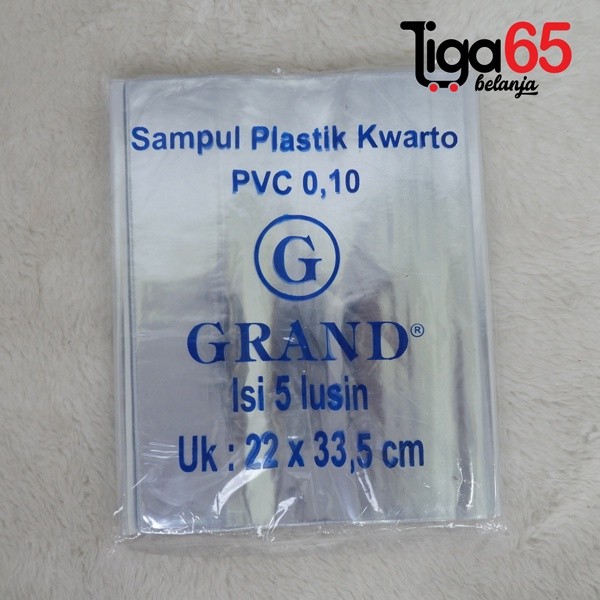 Tiga65
belanja
Sampul Plastik Kwarto
PVC 0,10
G
GRAND®
Isi 5 lusin
Uk : 22 x 33,5 cm